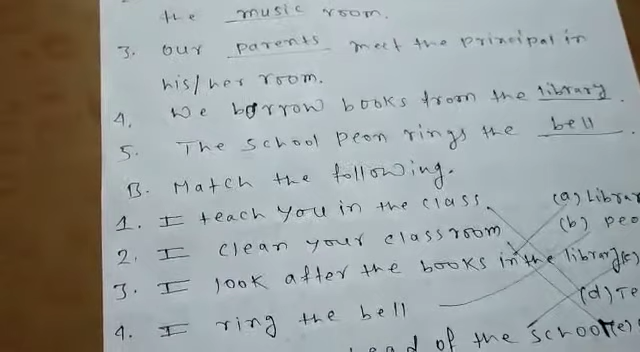 the music room.
3. Our parents meet the principal in
his/her room.
4. We borrow books from the library.
5. The school peon rings the bell
B. Match the following.
1. I teach you in the class. (a) Librar
2. I clean your classroom (b) peo
3. I look after the books in the library (c)
4. I ring the bell (d) Te
head of the school (e)